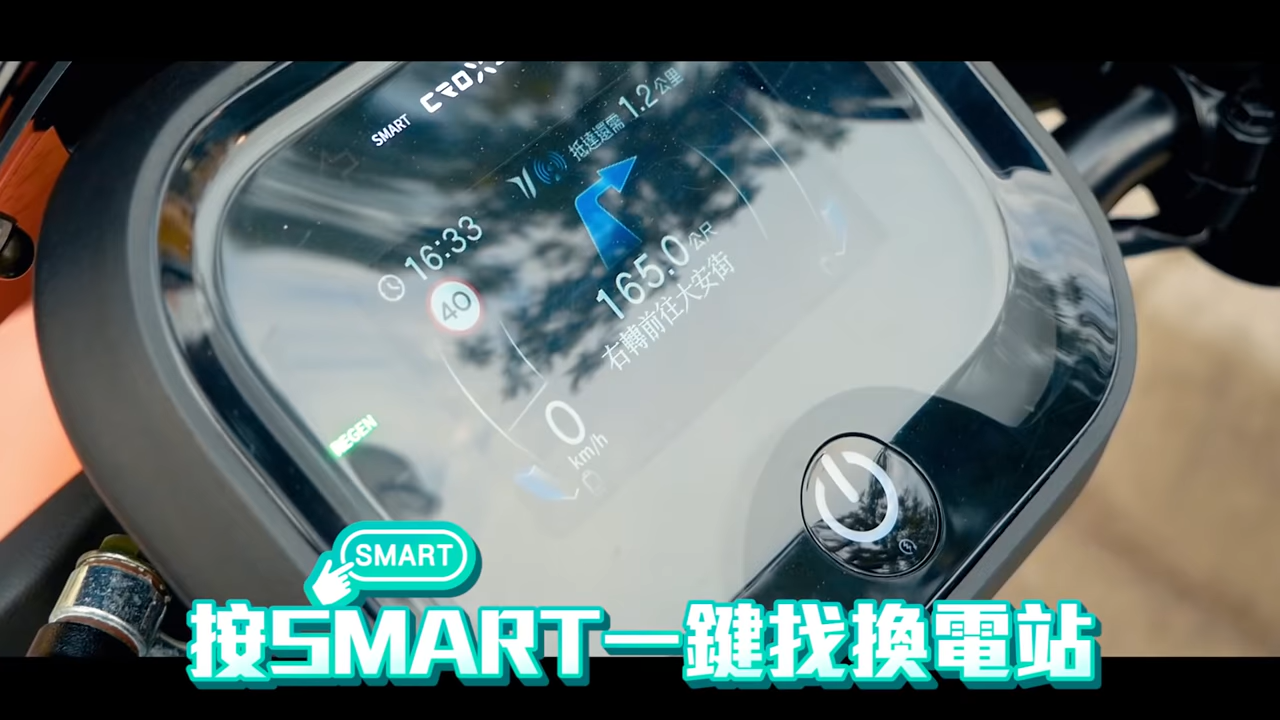 SMART
抵達還需 1.2公里
16:33
40
165.0公尺
右轉前往大安街
0
km/h
REGEN
SMART
按SMART一鍵找換電站